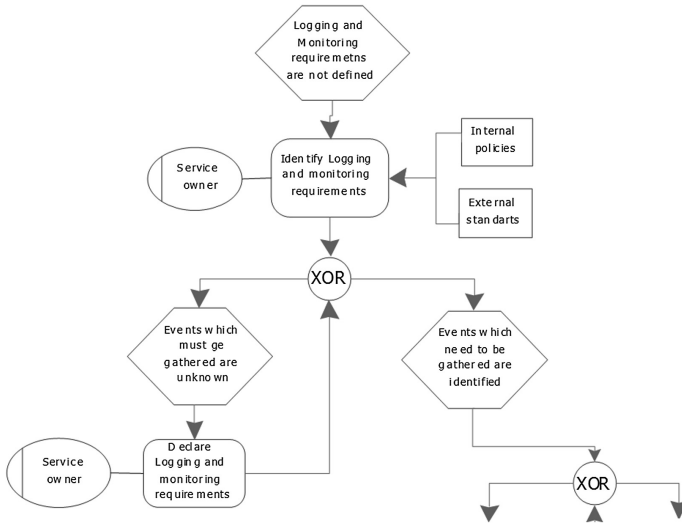 Logging and
Monitoring
requiremetns
are not defined
Internal
policies
Identify Logging
and monitoring
requirements
Service
owner
External
standarts
XOR
Events which
must ge
gathered are
unknown
Events which
need to be
gathered are
identified
Declare
Logging and
monitoring
requirements
Service
owner
XOR